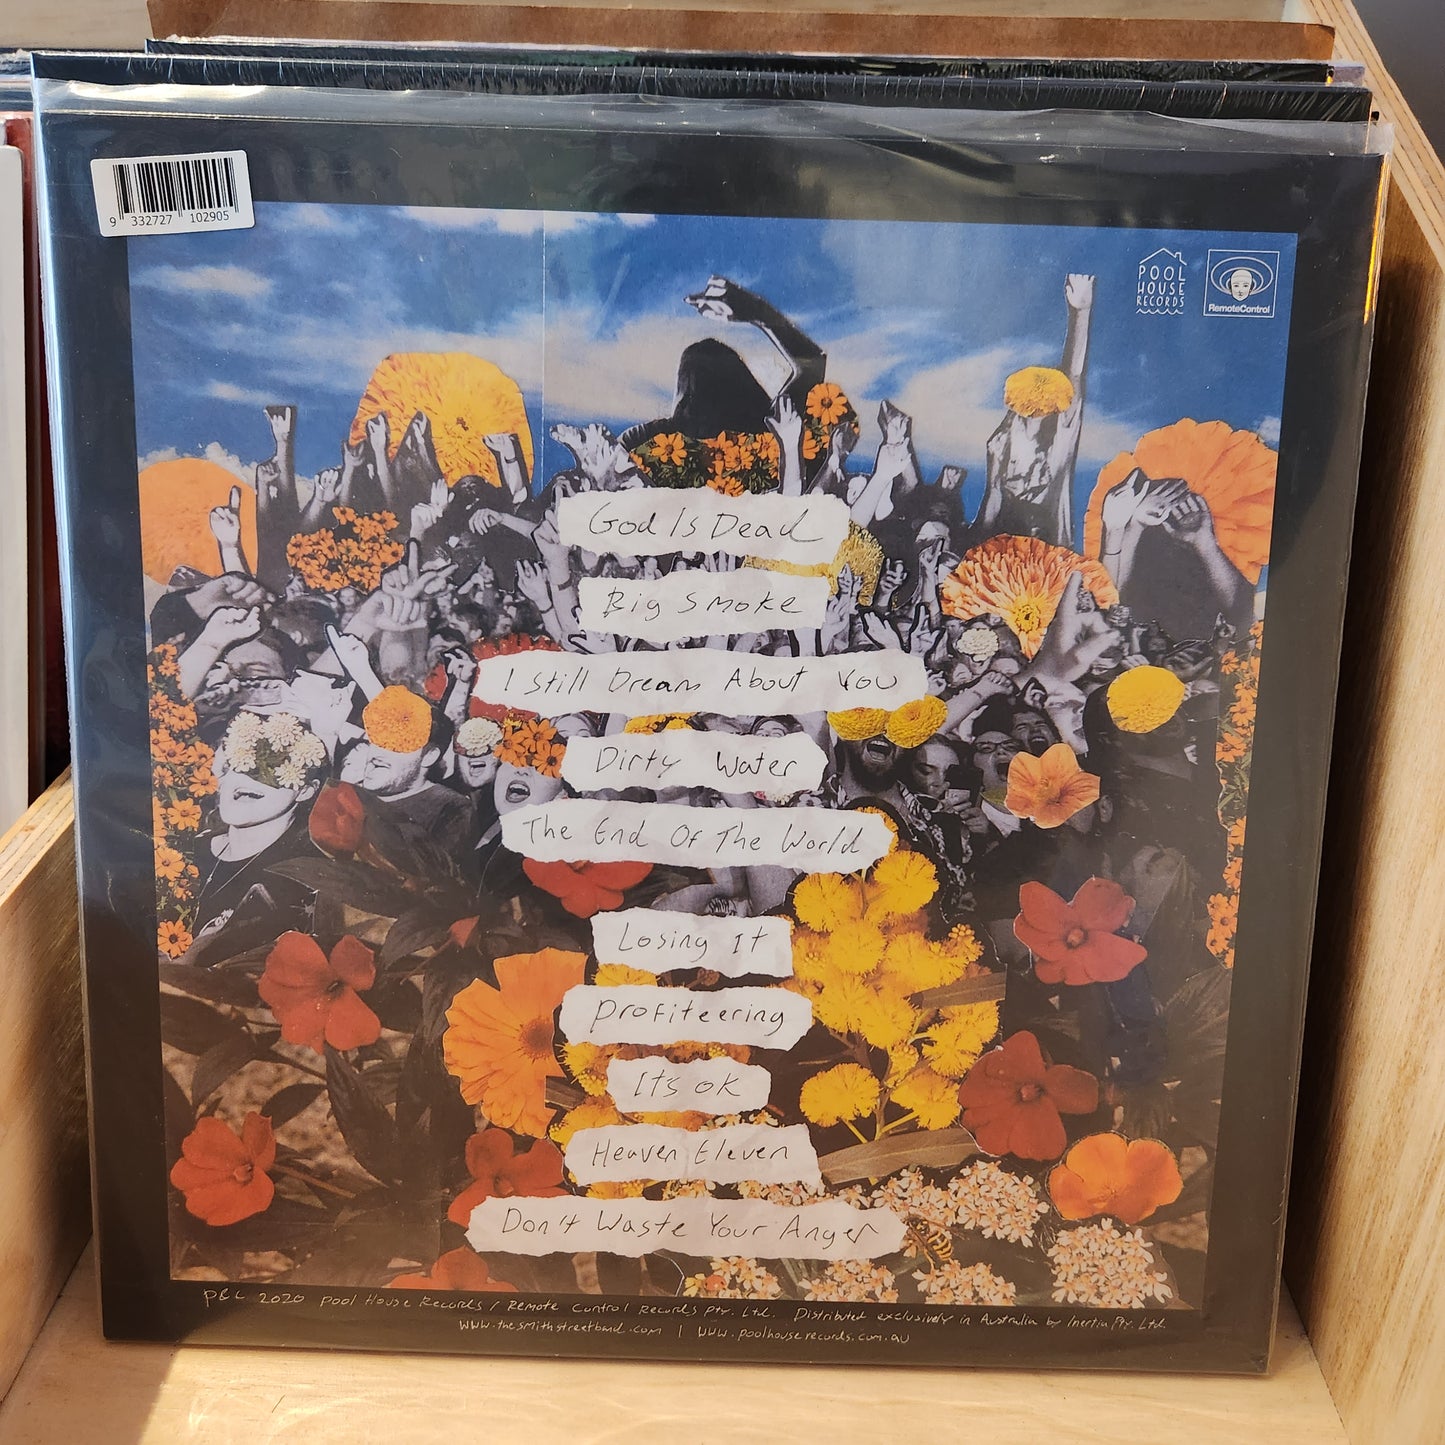 9 332727 102905
POOL
HOUSE
RECORDS
RemoteControl
God Is Dead
Big Smoke
I Still Dream About You
Dirty Water
The End Of The World
Losing It
Profiteering
It's OK
Heaven Eleven
Don't Waste Your Anger
P & C 2020 Pool House Records / Remote Control Records Pty. Ltd. Distributed exclusively in Australia by Inertia Pty. Ltd.
www.thesmithstreetband.com | www.poolhouserecords.com.au